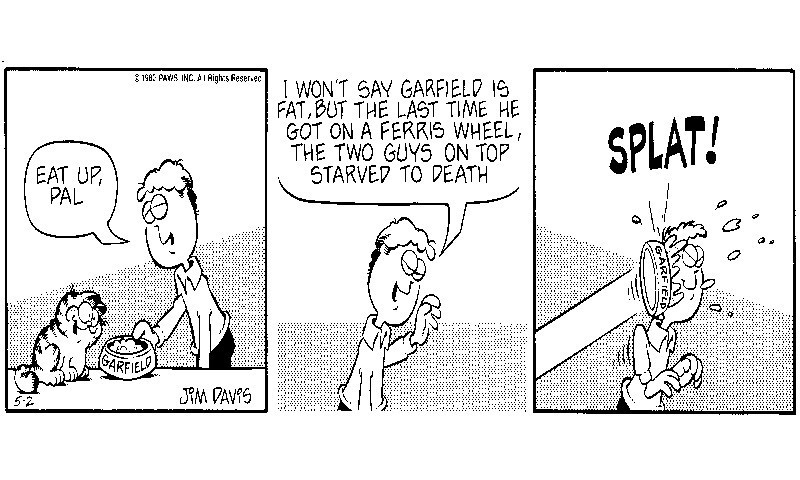 © 1980 PAWS, INC. All Rights Reserved
EAT UP,
PAL
GARFIELD
5-2
JIM DAVIS
I WON'T SAY GARFIELD IS
FAT, BUT THE LAST TIME HE
GOT ON A FERRIS WHEEL,
THE TWO GUYS ON TOP
STARVED TO DEATH
SPLAT!
GARFIELD